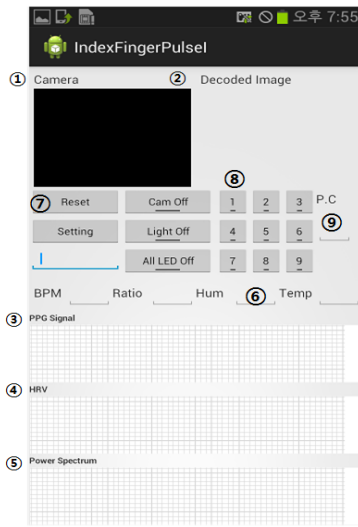 오후 7:55
IndexFingerPulseI
① Camera ② Decoded Image
⑧
⑦ Reset Cam Off 1 2 3 P.C
Setting Light Off 4 5 6 ⑨
All LED Off 7 8 9
BPM Ratio Hum ⑥ Temp
③ PPG Signal
④ HRV
⑤ Power Spectrum